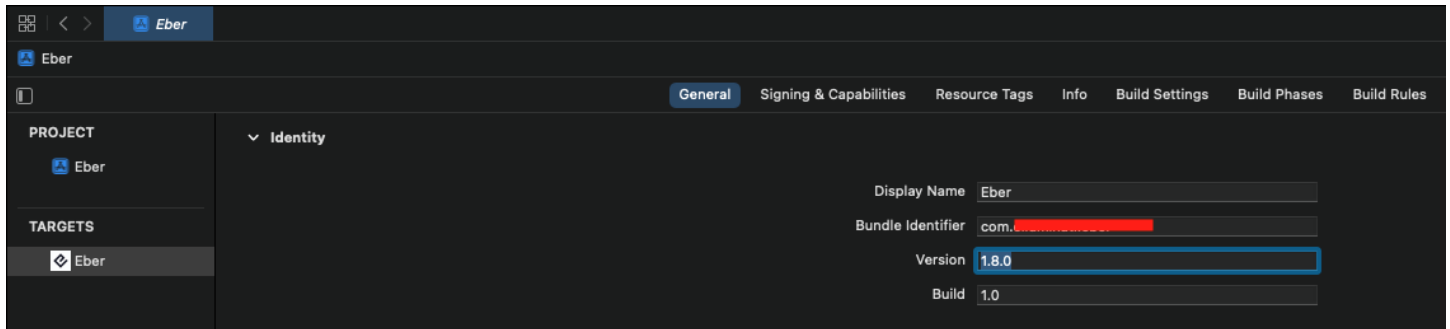 Eber
Eber
General Signing & Capabilities Resource Tags Info Build Settings Build Phases Build Rules
PROJECT
Identity
Eber
Display Name Eber
TARGETS
Bundle Identifier com.
Eber
Version 1.8.0
Build 1.0